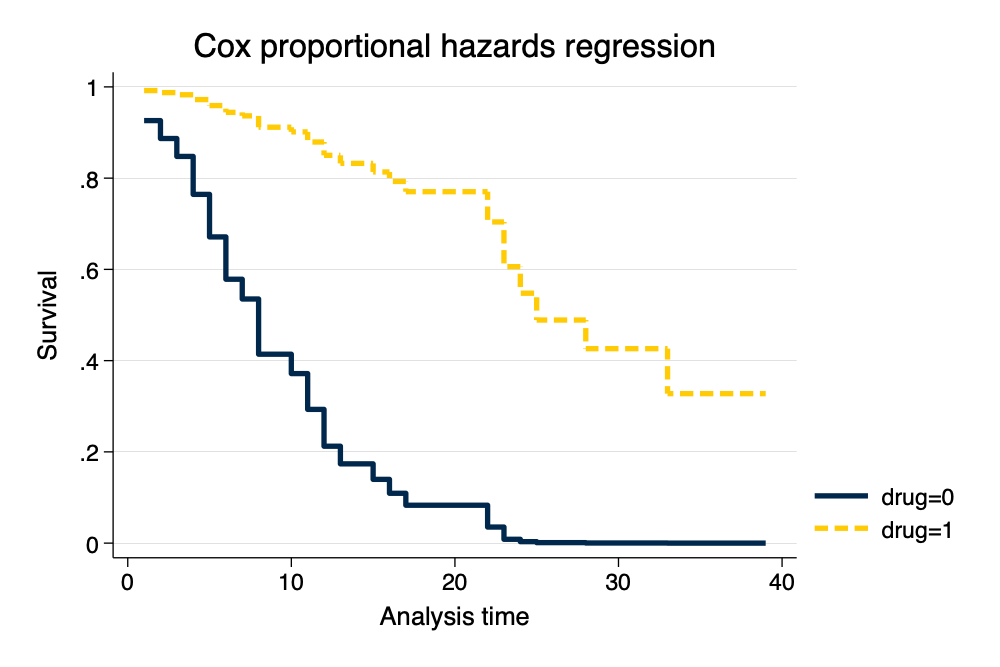 Cox proportional hazards regression
1
.8
.6
.4
.2
0
Survival
0 10 20 30 40
Analysis time
drug=0
drug=1